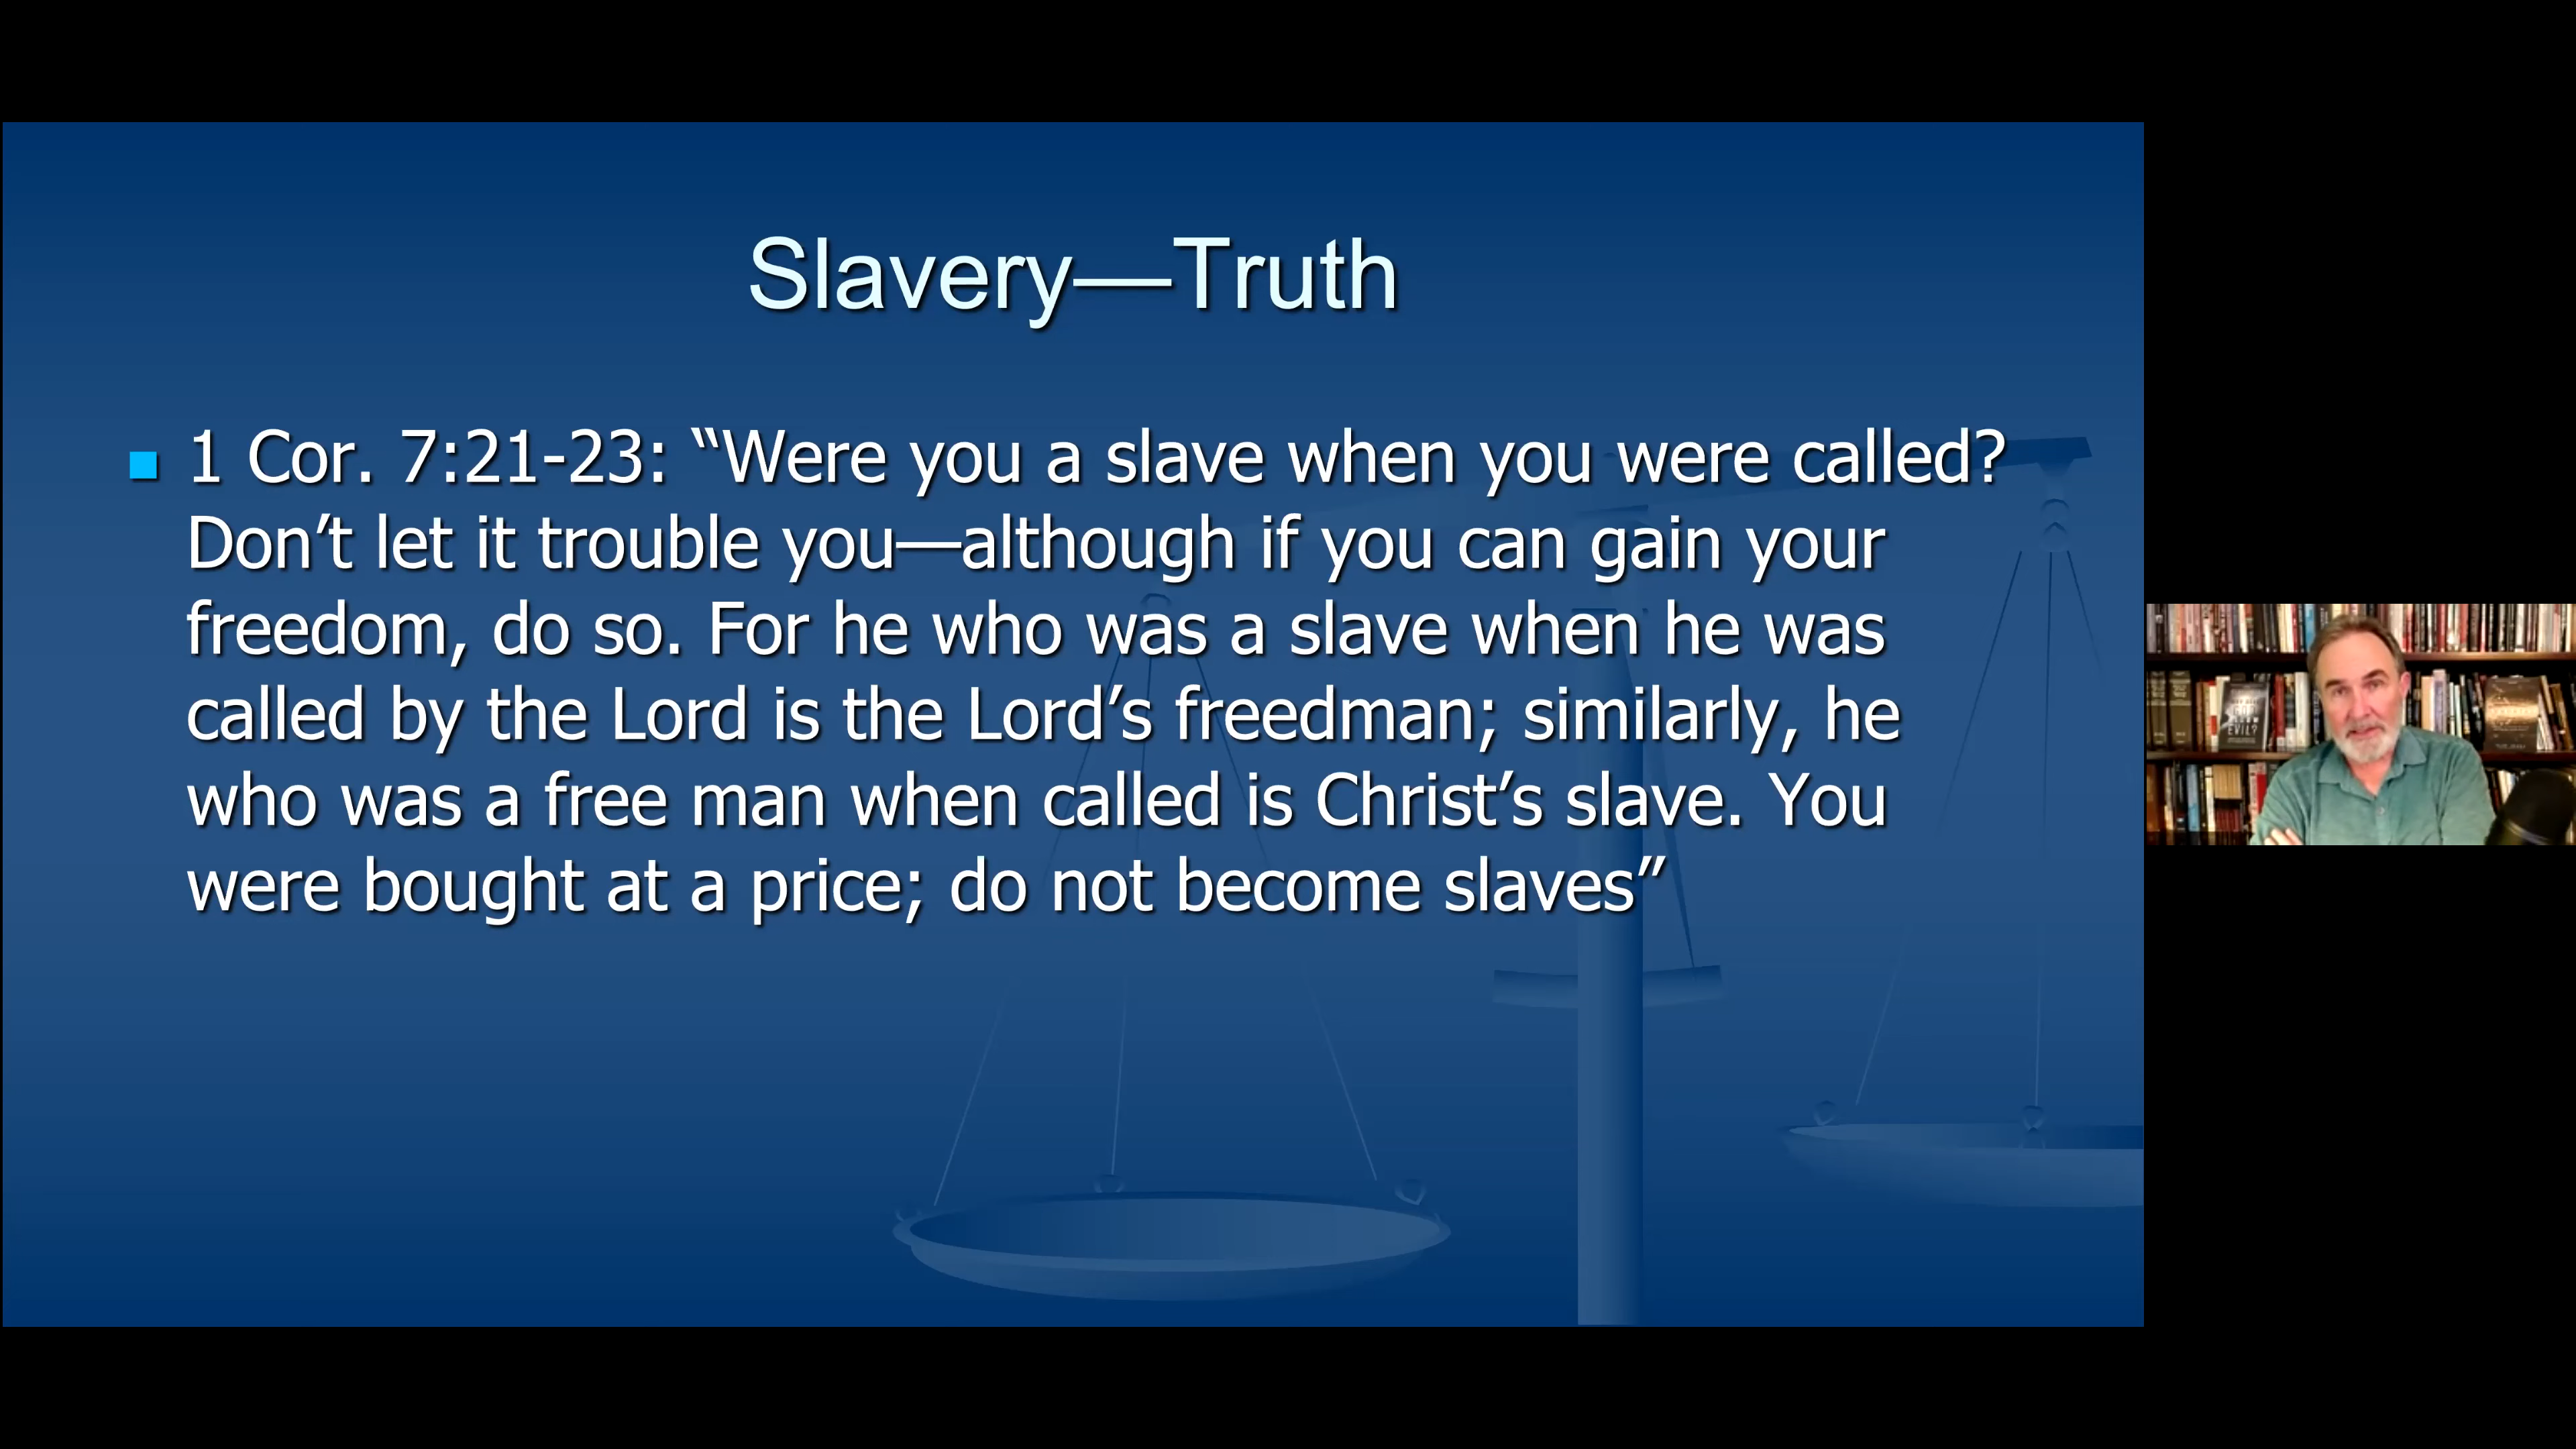 Slavery—Truth
1 Cor. 7:21-23: “Were you a slave when you were called?
Don’t let it trouble you—although if you can gain your
freedom, do so. For he who was a slave when he was
called by the Lord is the Lord’s freedman; similarly, he
who was a free man when called is Christ’s slave. You
were bought at a price; do not become slaves”
EVIL?